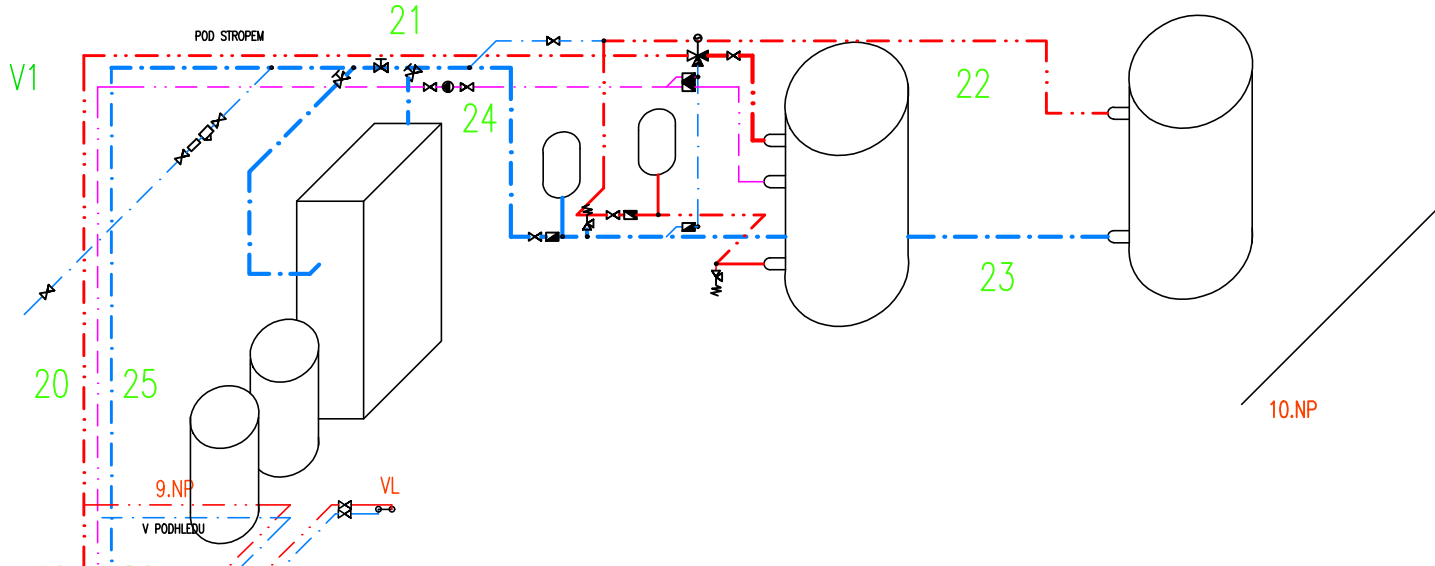 21
POD STROPEM
V1
22
24
23
20
25
10.NP
9.NP
VL
V PODHLEDU